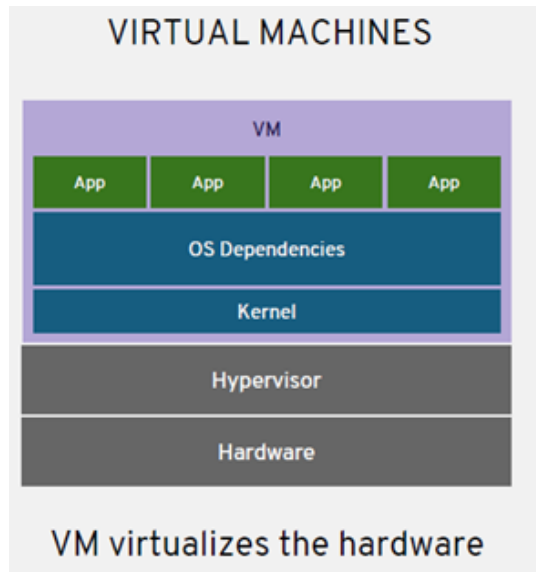 VIRTUAL MACHINES
VM
App App App App
OS Dependencies
Kernel
Hypervisor
Hardware
VM virtualizes the hardware